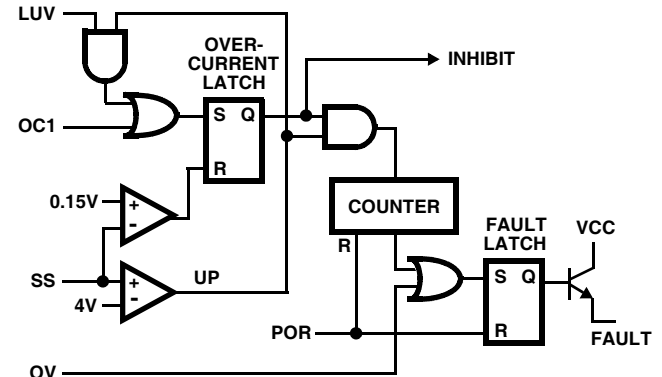 LUV
OVER-
CURRENT
LATCH
INHIBIT
S Q
OC1
R
0.15V
+
-
COUNTER
R
FAULT
LATCH
VCC
SS
+
-
4V
UP
S Q
POR
R
FAULT
OV